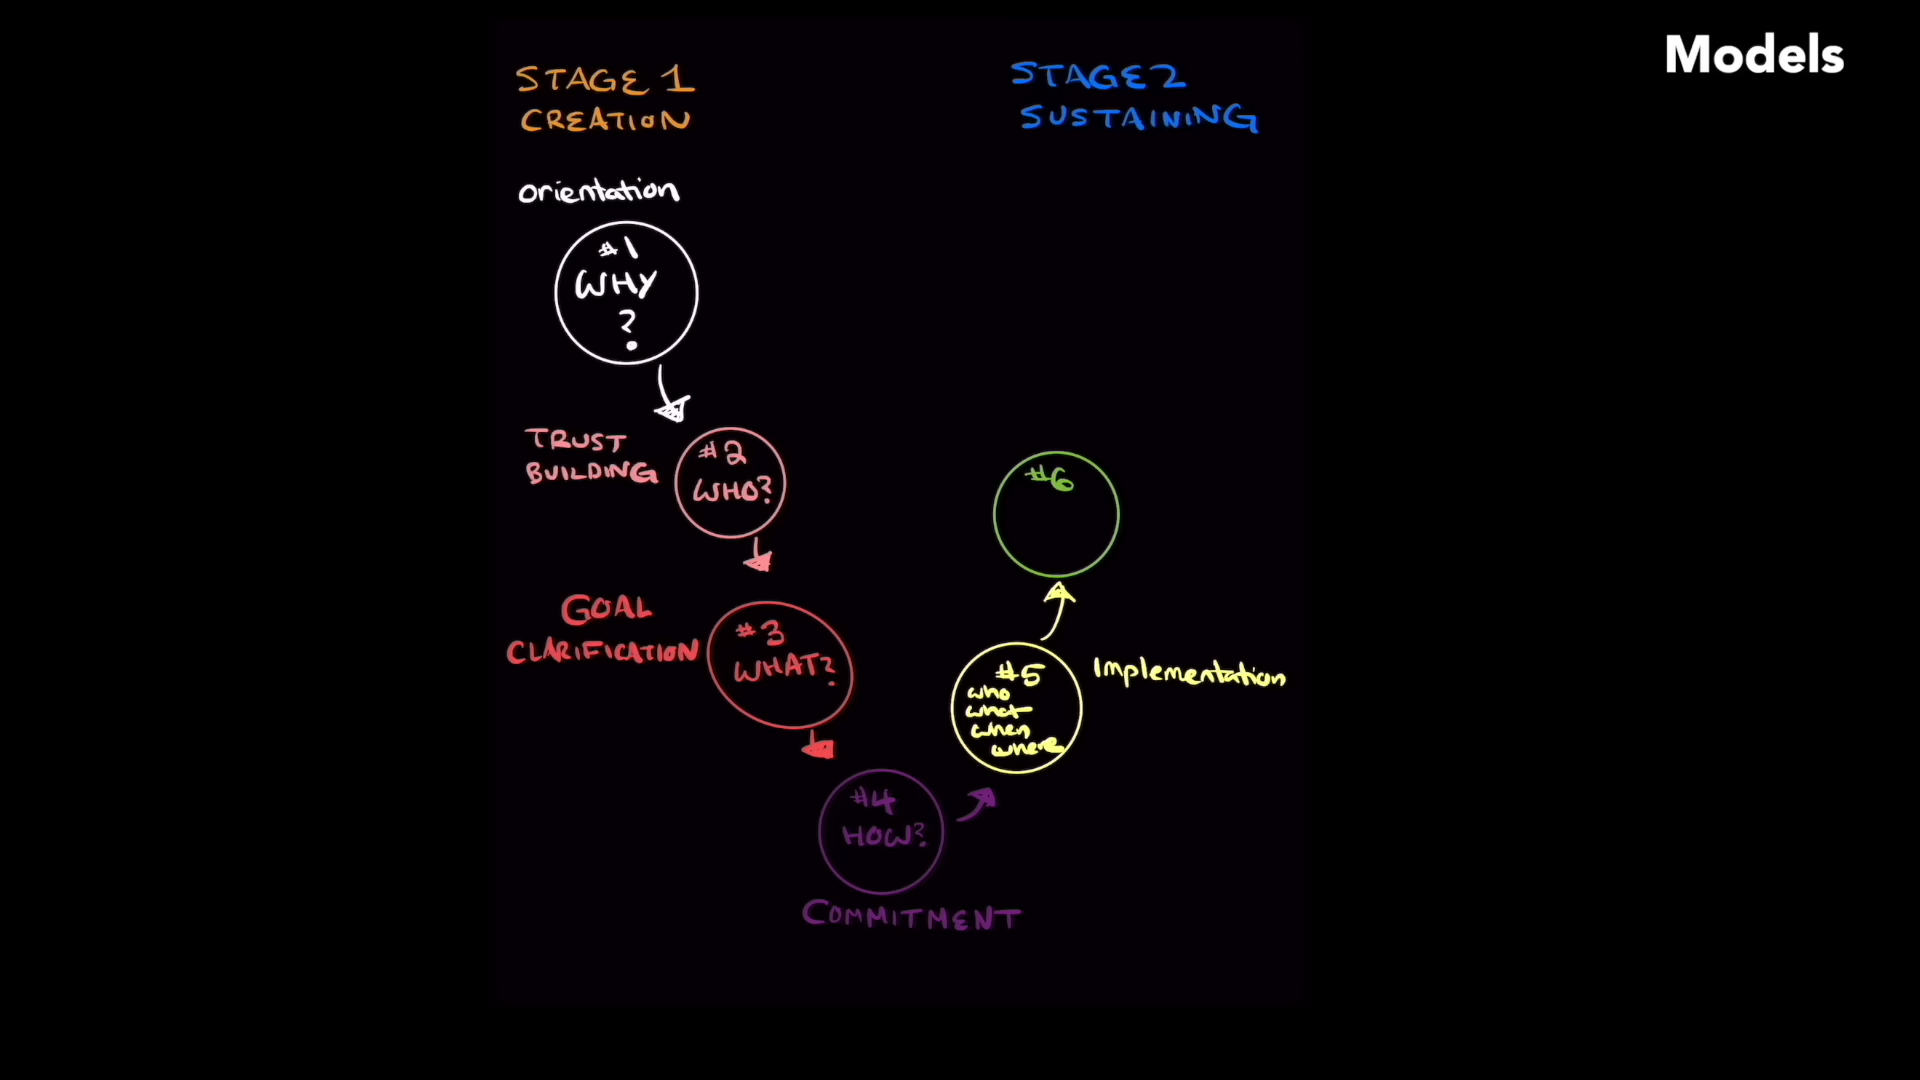 Models
STAGE 1
CREATION
STAGE 2
SUSTAINING
orientation
#1
WHY
?
TRUST
BUILDING
#2
WHO?
GOAL
CLARIFICATION
#3
WHAT?
#4
HOW?
COMMITMENT
#5
who
what
when
where
Implementation
#6